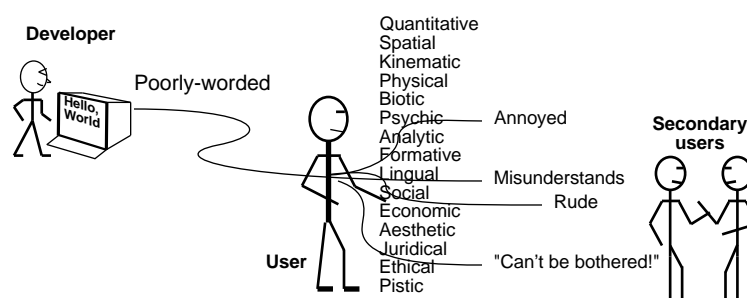 Developer
Hello,
World
Poorly-worded
User
Quantitative
Spatial
Kinematic
Physical
Biotic
Psychic
Analytic
Formative
Lingual
Social
Economic
Aesthetic
Juridical
Ethical
Pistic
Annoyed
Misunderstands
Rude
"Can't be bothered!"
Secondary
users